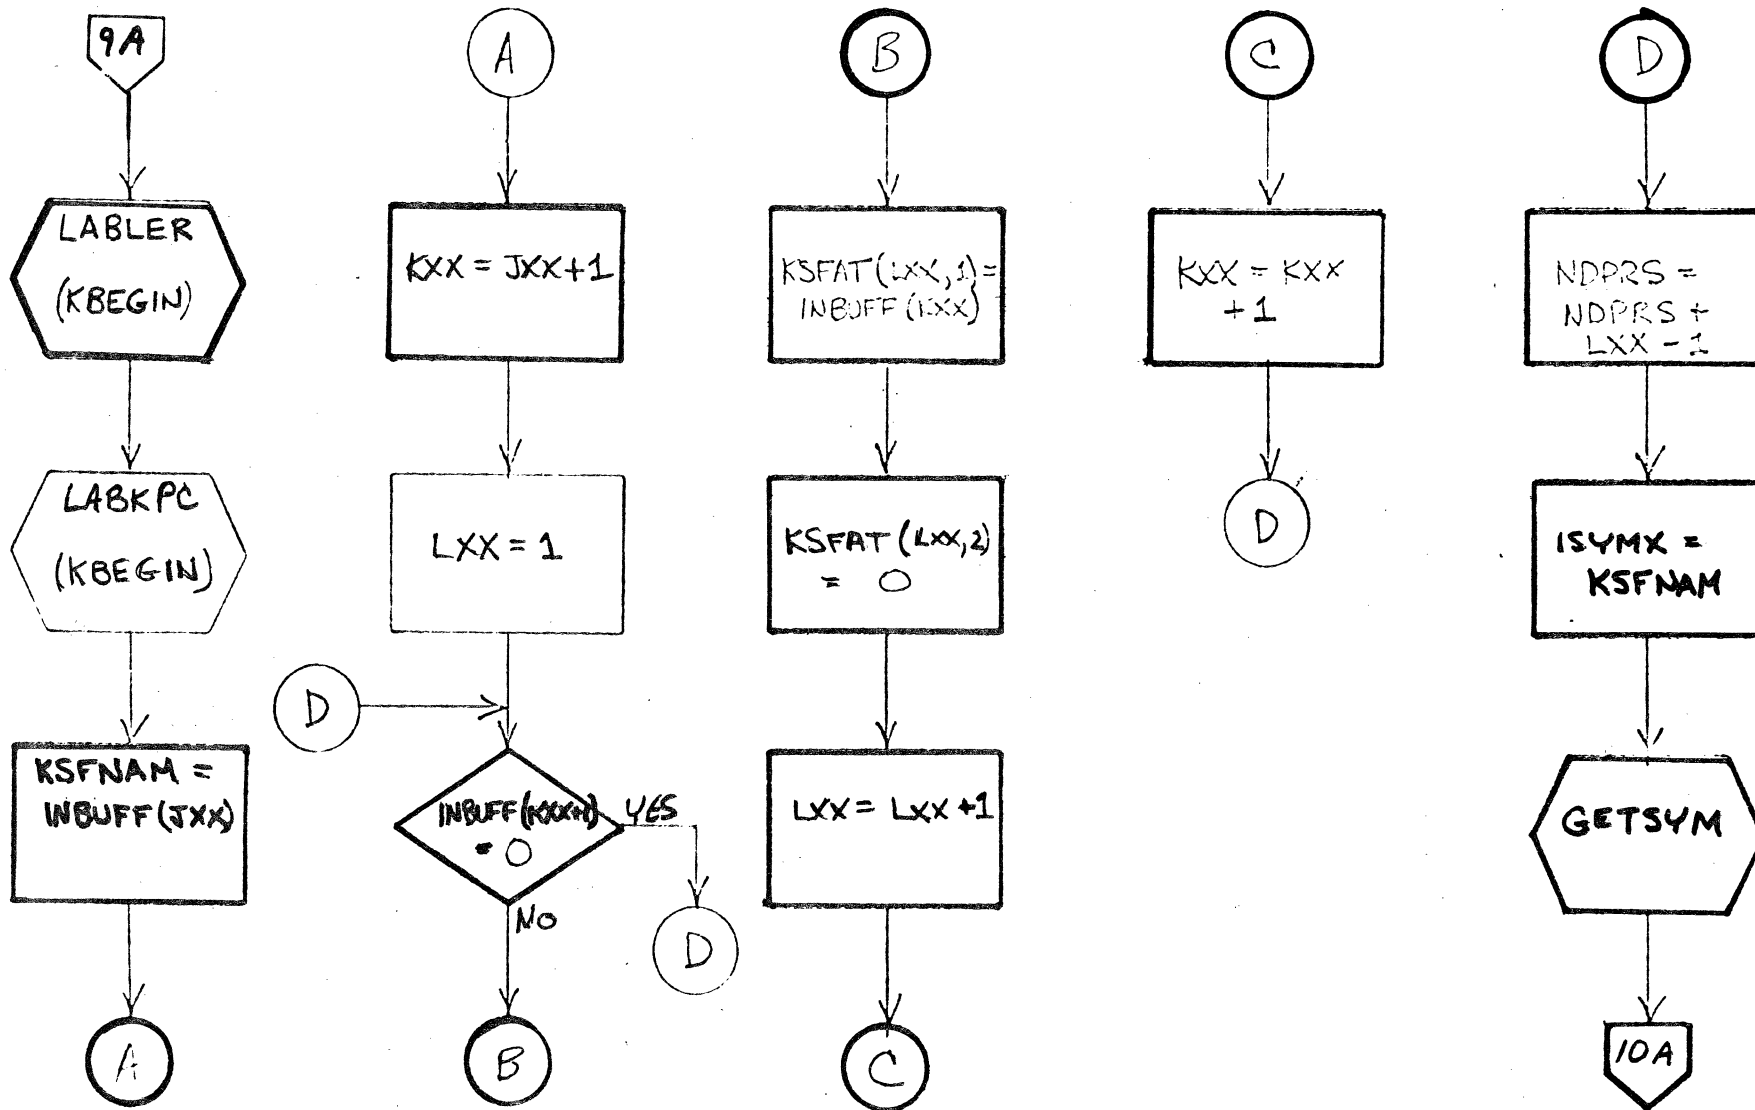 9A
LABLER
(KBEGIN)
LABKPC
(KBEGIN)
KSFNAM =
INBUFF(JXX)
A
A
KXX = JXX+1
LXX = 1
D
INBUFF(KXX+1)
= 0
YES
D
NO
B
B
KSFAT(LXX,1)=
INBUFF(KXX)
KSFAT(LXX,2)
= 0
LXX = LXX+1
C
C
KXX = KXX
+1
D
D
NDPRS =
NDPRS +
LXX - 1
ISYMX =
KSFNAM
GETSYM
10A